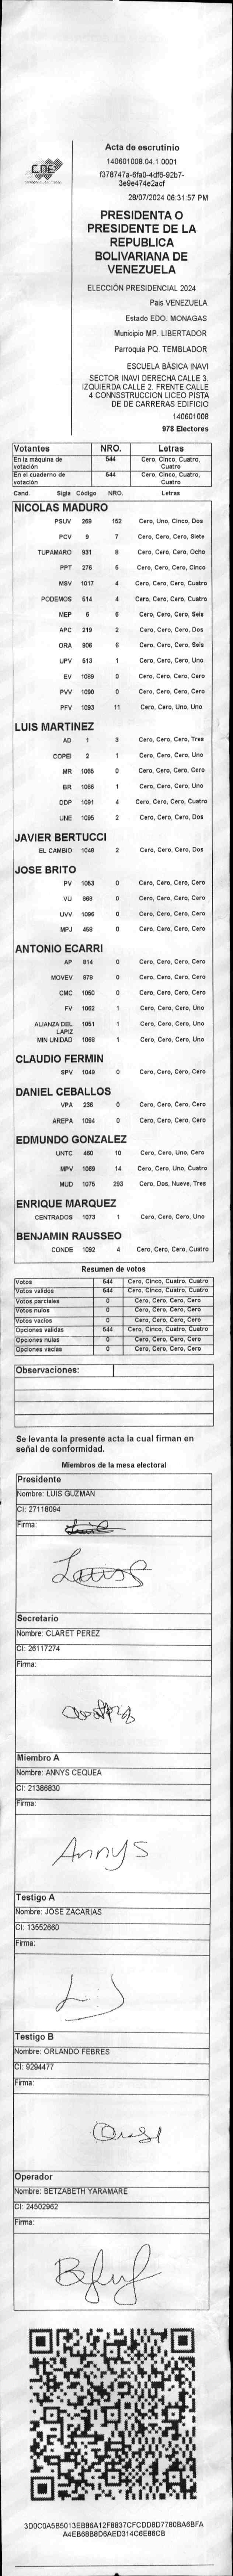 CNE
Acta de escrutinio
140601008.04.1.0001
f378747a-6fa0-4df6-92b7-
3e9e474e2acf
28/07/2024 06:31:57 PM
PRESIDENTA O
PRESIDENTE DE LA
REPUBLICA
BOLIVARIANA DE
VENEZUELA
ELECCIÓN PRESIDENCIAL 2024
Pais VENEZUELA
Estado EDO. MONAGAS
Municipio MP. LIBERTADOR
Parroquia PQ. TEMBLADOR
ESCUELA BÁSICA INAVI
SECTOR INAVI DERECHA CALLE 3.
IZQUIERDA CALLE 2. FRENTE CALLE
4 CONNSSTRUCCION LICEO PISTA
DE DE CARRERAS EDIFICIO
140601008
978 Electores
Votantes NRO. Letras
En la máquina de votación 544 Cero, Cinco, Cuatro, Cuatro
En el cuaderno de votación 544 Cero, Cinco, Cuatro, Cuatro
Cand. Sigla Código NRO. Letras
NICOLAS MADURO
PSUV 269 152 Cero, Uno, Cinco, Dos
PCV 9 7 Cero, Cero, Cero, Siete
TUPAMARO 931 8 Cero, Cero, Cero, Ocho
PPT 276 5 Cero, Cero, Cero, Cinco
MSV 1017 4 Cero, Cero, Cero, Cuatro
PODEMOS 514 4 Cero, Cero, Cero, Cuatro
MEP 6 6 Cero, Cero, Cero, Seis
APC 219 2 Cero, Cero, Cero, Dos
ORA 906 6 Cero, Cero, Cero, Seis
UPV 513 1 Cero, Cero, Cero, Uno
EV 1089 0 Cero, Cero, Cero, Cero
PVV 1090 0 Cero, Cero, Cero, Cero
PFV 1093 11 Cero, Cero, Uno, Uno
LUIS MARTINEZ
AD 1 3 Cero, Cero, Cero, Tres
COPEI 2 1 Cero, Cero, Cero, Uno
MR 1065 0 Cero, Cero, Cero, Cero
BR 1066 1 Cero, Cero, Cero, Uno
DDP 1091 4 Cero, Cero, Cero, Cuatro
UNE 1095 2 Cero, Cero, Cero, Dos
JAVIER BERTUCCI
EL CAMBIO 1046 2 Cero, Cero, Cero, Dos
JOSE BRITO
PV 1053 0 Cero, Cero, Cero, Cero
VU 868 0 Cero, Cero, Cero, Cero
UVV 1096 0 Cero, Cero, Cero, Cero
MPJ 458 0 Cero, Cero, Cero, Cero
ANTONIO ECARRI
AP 814 0 Cero, Cero, Cero, Cero
MOVEV 979 0 Cero, Cero, Cero, Cero
CMC 1050 0 Cero, Cero, Cero, Cero
FV 1062 1 Cero, Cero, Cero, Uno
ALIANZA DEL LAPIZ 1051 1 Cero, Cero, Cero, Uno
MIN UNIDAD 1068 1 Cero, Cero, Cero, Uno
CLAUDIO FERMIN
SPV 1049 0 Cero, Cero, Cero, Cero
DANIEL CEBALLOS
VPA 236 0 Cero, Cero, Cero, Cero
AREPA 1094 0 Cero, Cero, Cero, Cero
EDMUNDO GONZALEZ
UNTC 460 10 Cero, Cero, Uno, Cero
MPV 1069 14 Cero, Cero, Uno, Cuatro
MUD 1075 293 Cero, Dos, Nueve, Tres
ENRIQUE MARQUEZ
CENTRADOS 1073 1 Cero, Cero, Cero, Uno
BENJAMIN RAUSSEO
CONDE 1092 4 Cero, Cero, Cero, Cuatro
Resumen de votos
Votos 544 Cero, Cinco, Cuatro, Cuatro
Votos validos 544 Cero, Cinco, Cuatro, Cuatro
Votos parciales 0 Cero, Cero, Cero, Cero
Votos nulos 0 Cero, Cero, Cero, Cero
Votos vacios 0 Cero, Cero, Cero, Cero
Opciones validas 544 Cero, Cinco, Cuatro, Cuatro
Opciones nulas 0 Cero, Cero, Cero, Cero
Opciones vacias 0 Cero, Cero, Cero, Cero
Observaciones:
Se levanta la presente acta la cual firman en
señal de conformidad.
Miembros de la mesa electoral
Presidente
Nombre: LUIS GUZMAN
CI: 27118094
Firma:
Secretario
Nombre: CLARET PEREZ
CI: 26117274
Firma:
Miembro A
Nombre: ANNYS CEQUEA
CI: 21386830
Firma:
Annys
Testigo A
Nombre: JOSE ZACARIAS
CI: 13552660
Firma:
Testigo B
Nombre: ORLANDO FEBRES
CI: 9294477
Firma:
Operador
Nombre: BETZABETH YARAMARE
CI: 24502962
Firma:
3D0C0A5B5013EB86A12F8837CFCDD8D7780BA6BFA
A4EB68B8D6AED314C6E86CB